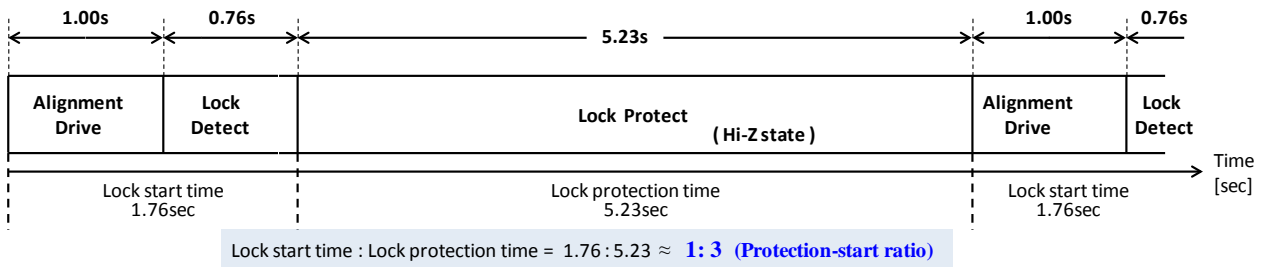 1.00s 0.76s 5.23s 1.00s 0.76s
Alignment Drive
Lock Detect
Lock Protect
( Hi-Z state )
Alignment Drive
Lock Detect
Time
[sec]
Lock start time
1.76sec
Lock protection time
5.23sec
Lock start time
1.76sec
Lock start time : Lock protection time = 1.76 : 5.23 ≈ 1: 3 (Protection-start ratio)